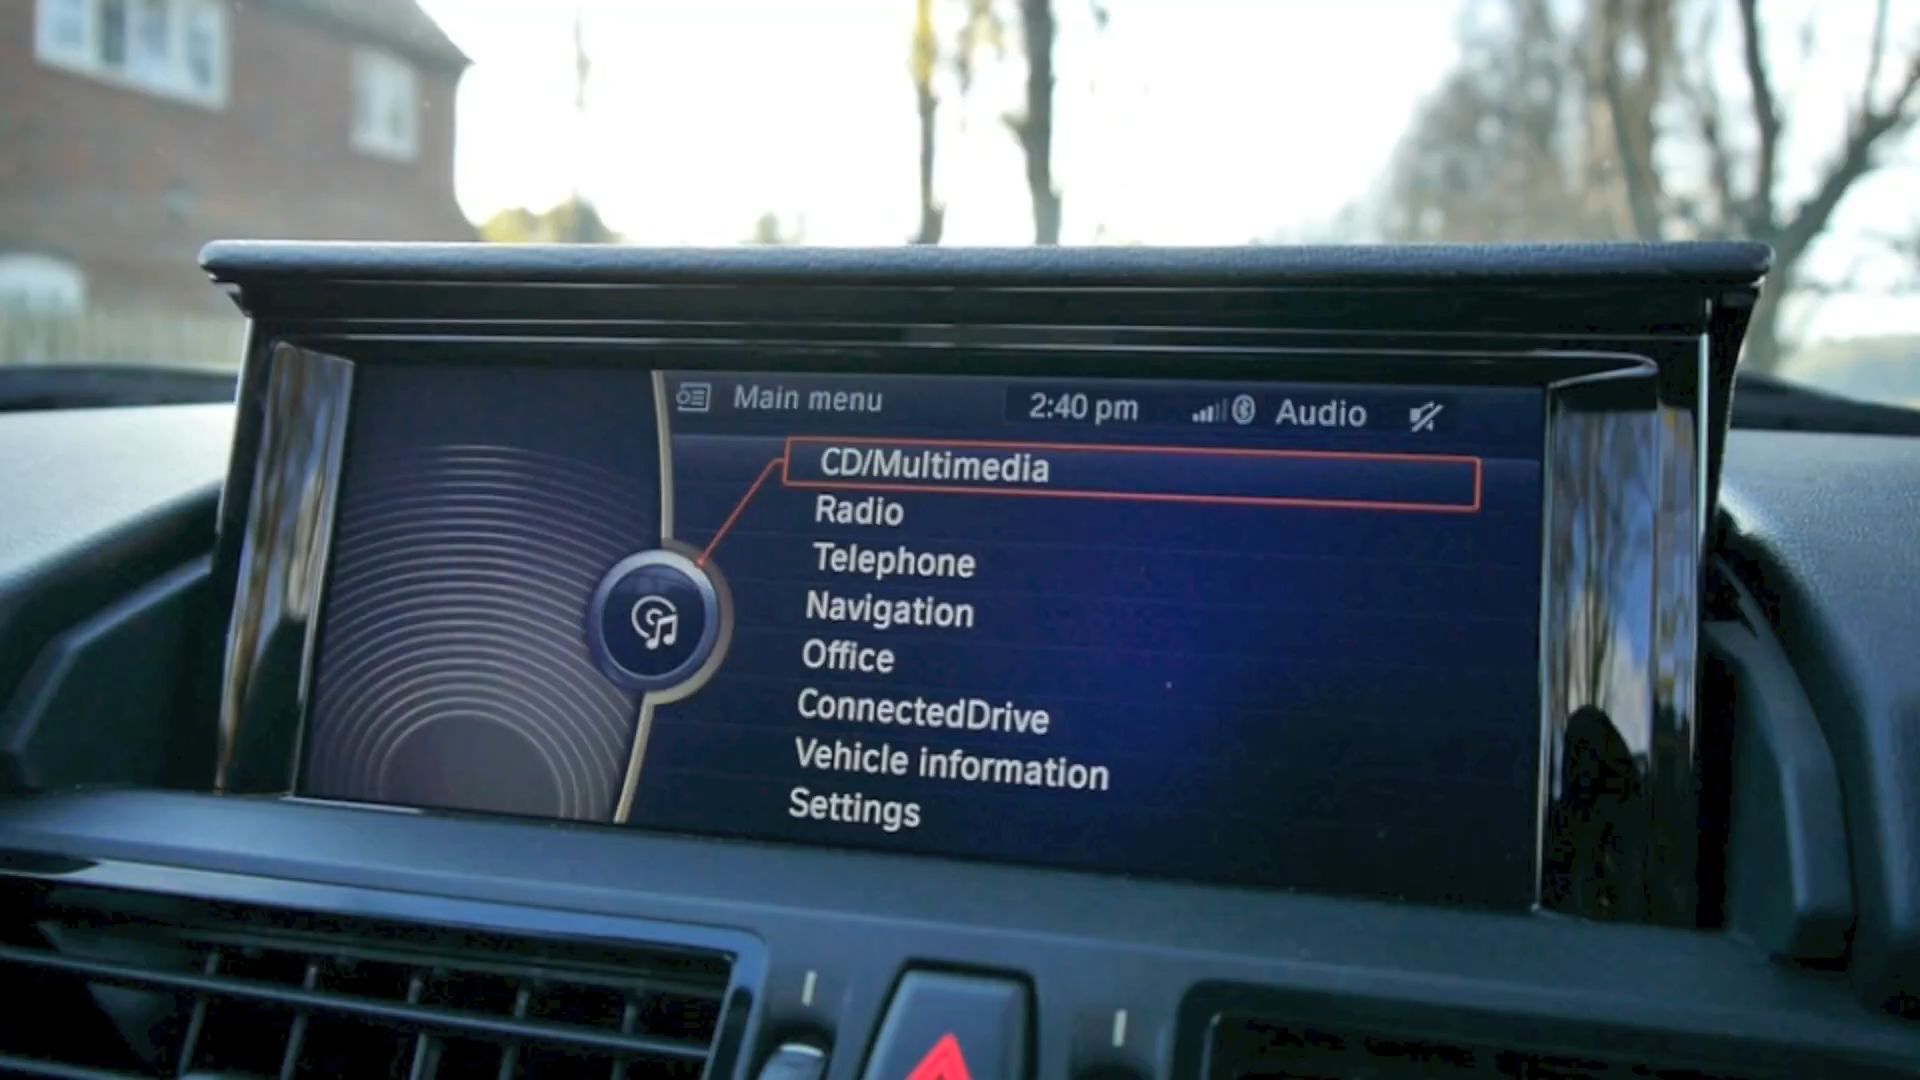 Main menu 2:40 pm Audio
CD/Multimedia
Radio
Telephone
Navigation
Office
ConnectedDrive
Vehicle information
Settings